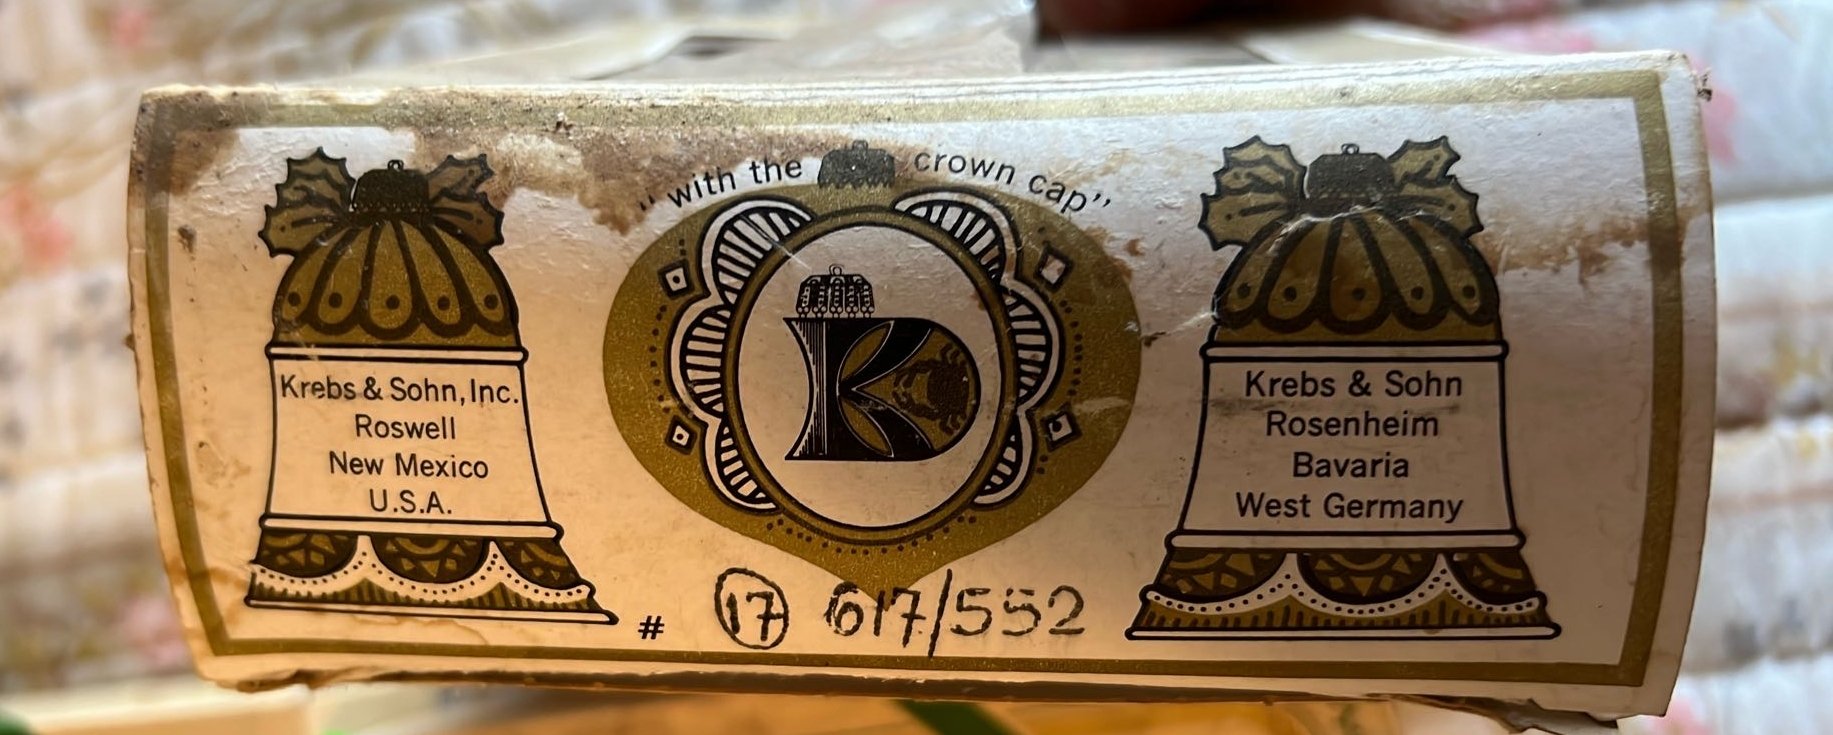 "with the crown cap"
Krebs & Sohn, Inc.
Roswell
New Mexico
U.S.A.
K
Krebs & Sohn
Rosenheim
Bavaria
West Germany
# 17 617/552